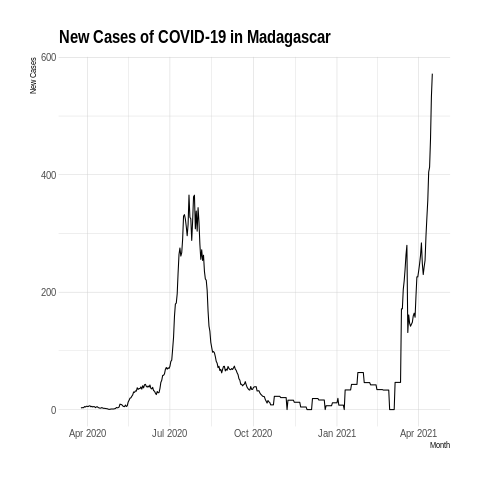 New Cases of COVID-19 in Madagascar
New Cases
600
400
200
0
Apr 2020 Jul 2020 Oct 2020 Jan 2021 Apr 2021
Month